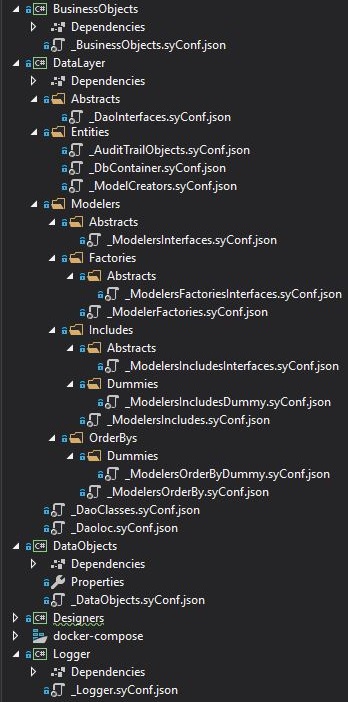 C# BusinessObjects
Dependencies
_BusinessObjects.syConf.json
C# DataLayer
Dependencies
Abstracts
_DaoInterfaces.syConf.json
Entities
_AuditTrailObjects.syConf.json
_DbContainer.syConf.json
_ModelCreators.syConf.json
Modelers
Abstracts
_ModelersInterfaces.syConf.json
Factories
Abstracts
_ModelersFactoriesInterfaces.syConf.json
_ModelerFactories.syConf.json
Includes
Abstracts
_ModelersIncludesInterfaces.syConf.json
Dummies
_ModelersIncludesDummy.syConf.json
_ModelersIncludes.syConf.json
OrderBys
Dummies
_ModelersOrderByDummy.syConf.json
_ModelersOrderBy.syConf.json
_DaoClasses.syConf.json
_DaoIoc.syConf.json
C# DataObjects
Dependencies
Properties
_DataObjects.syConf.json
C# Designers
docker-compose
C# Logger
Dependencies
_Logger.syConf.json